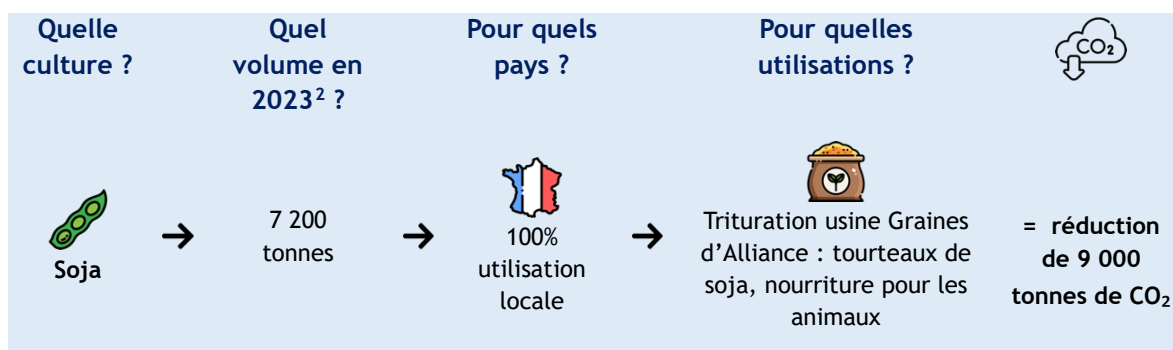 Quelle
culture ?
Quel
volume en
2023² ?
Pour quels
pays ?
Pour quelles
utilisations ?
CO₂
Soja
7 200
tonnes
100%
utilisation
locale
Trituration usine Graines
d’Alliance : tourteaux de
soja, nourriture pour les
animaux
= réduction
de 9 000
tonnes de CO₂